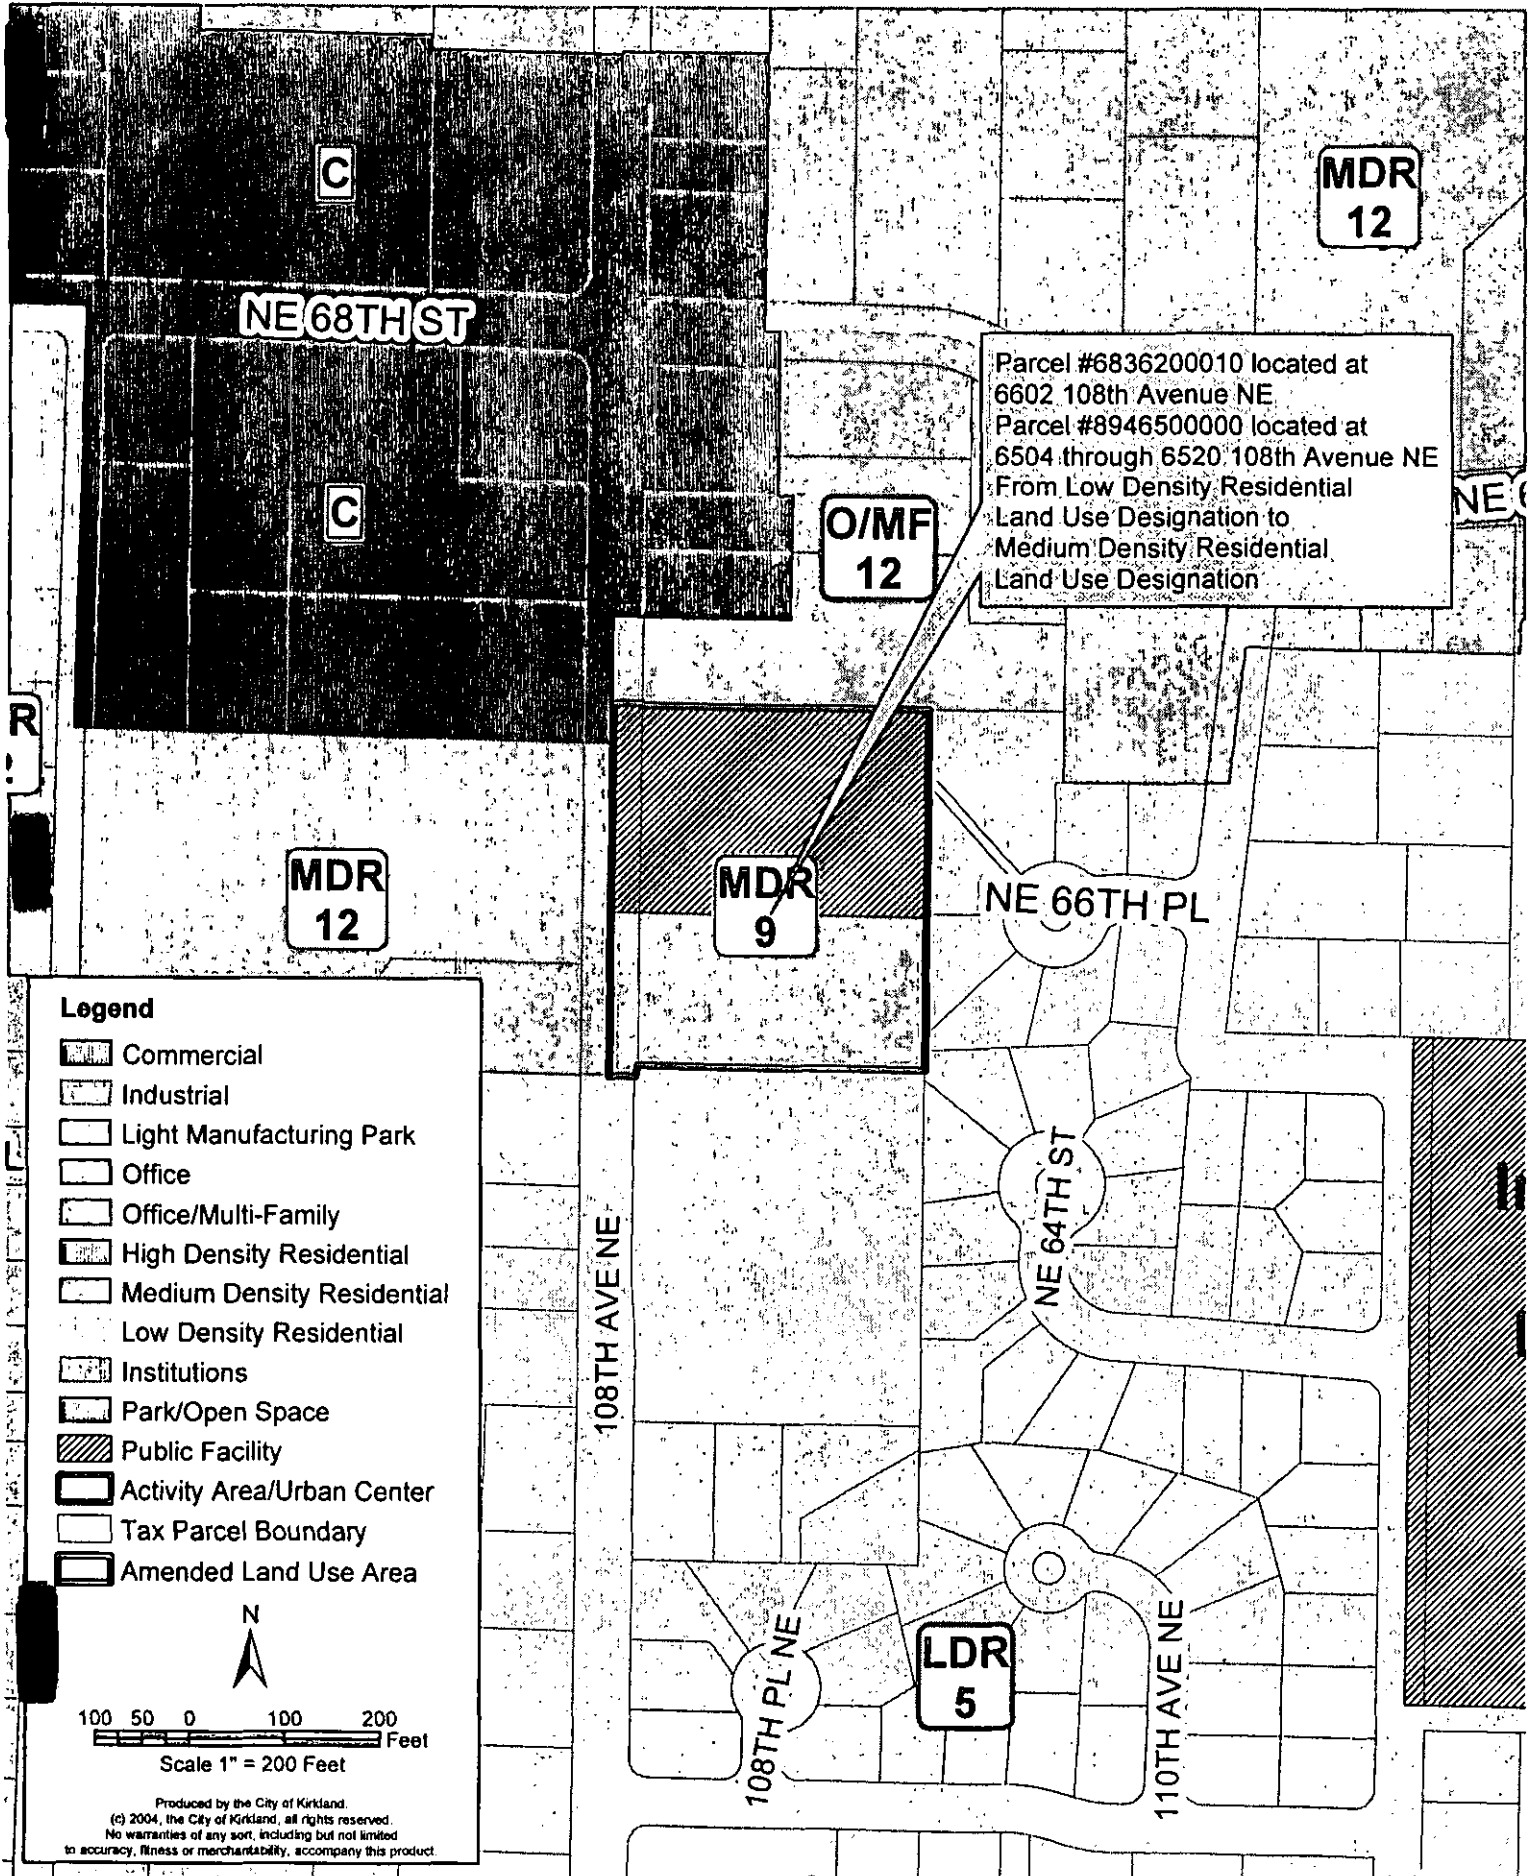 C
MDR
12
NE 68TH ST
Parcel #6836200010 located at
6602 108th Avenue NE
Parcel #8946500000 located at
6504 through 6520 108th Avenue NE
From Low Density Residential
Land Use Designation to
Medium Density Residential
Land Use Designation
NE 6
C
O/MF
12
R
MDR
12
MDR
9
NE 66TH PL
Legend
Commercial
Industrial
Light Manufacturing Park
Office
Office/Multi-Family
High Density Residential
Medium Density Residential
Low Density Residential
Institutions
Park/Open Space
Public Facility
Activity Area/Urban Center
Tax Parcel Boundary
Amended Land Use Area
N
100 50 0 100 200
Feet
Scale 1" = 200 Feet
Produced by the City of Kirkland.
(c) 2004, the City of Kirkland, all rights reserved.
No warranties of any sort, including but not limited
to accuracy, fitness or merchantability, accompany this product.
108TH AVE NE
NE 64TH ST
108TH PL NE
LDR
5
110TH AVE NE